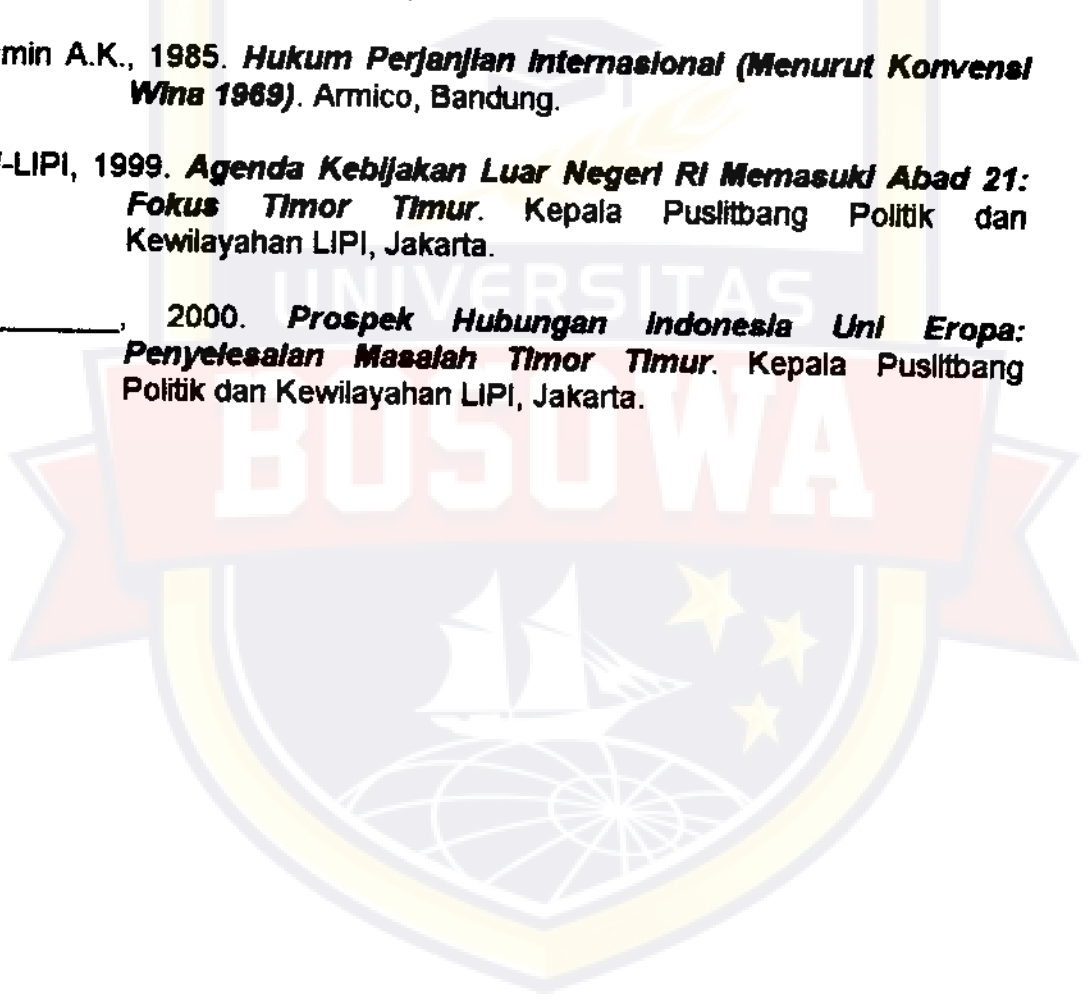 min A.K., 1985. Hukum Perjanjian Internasional (Menurut Konvensi
Wina 1969). Armico, Bandung.
-LIPI, 1999. Agenda Kebijakan Luar Negeri RI Memasuki Abad 21:
Fokus Timor Timur. Kepala Puslitbang Politik dan
Kewilayahan LIPI, Jakarta.
UNIVERSITAS
________, 2000. Prospek Hubungan Indonesia Uni Eropa:
Penyelesaian Masalah Timor Timur. Kepala Puslitbang
Politik dan Kewilayahan LIPI, Jakarta.
BOSOWA